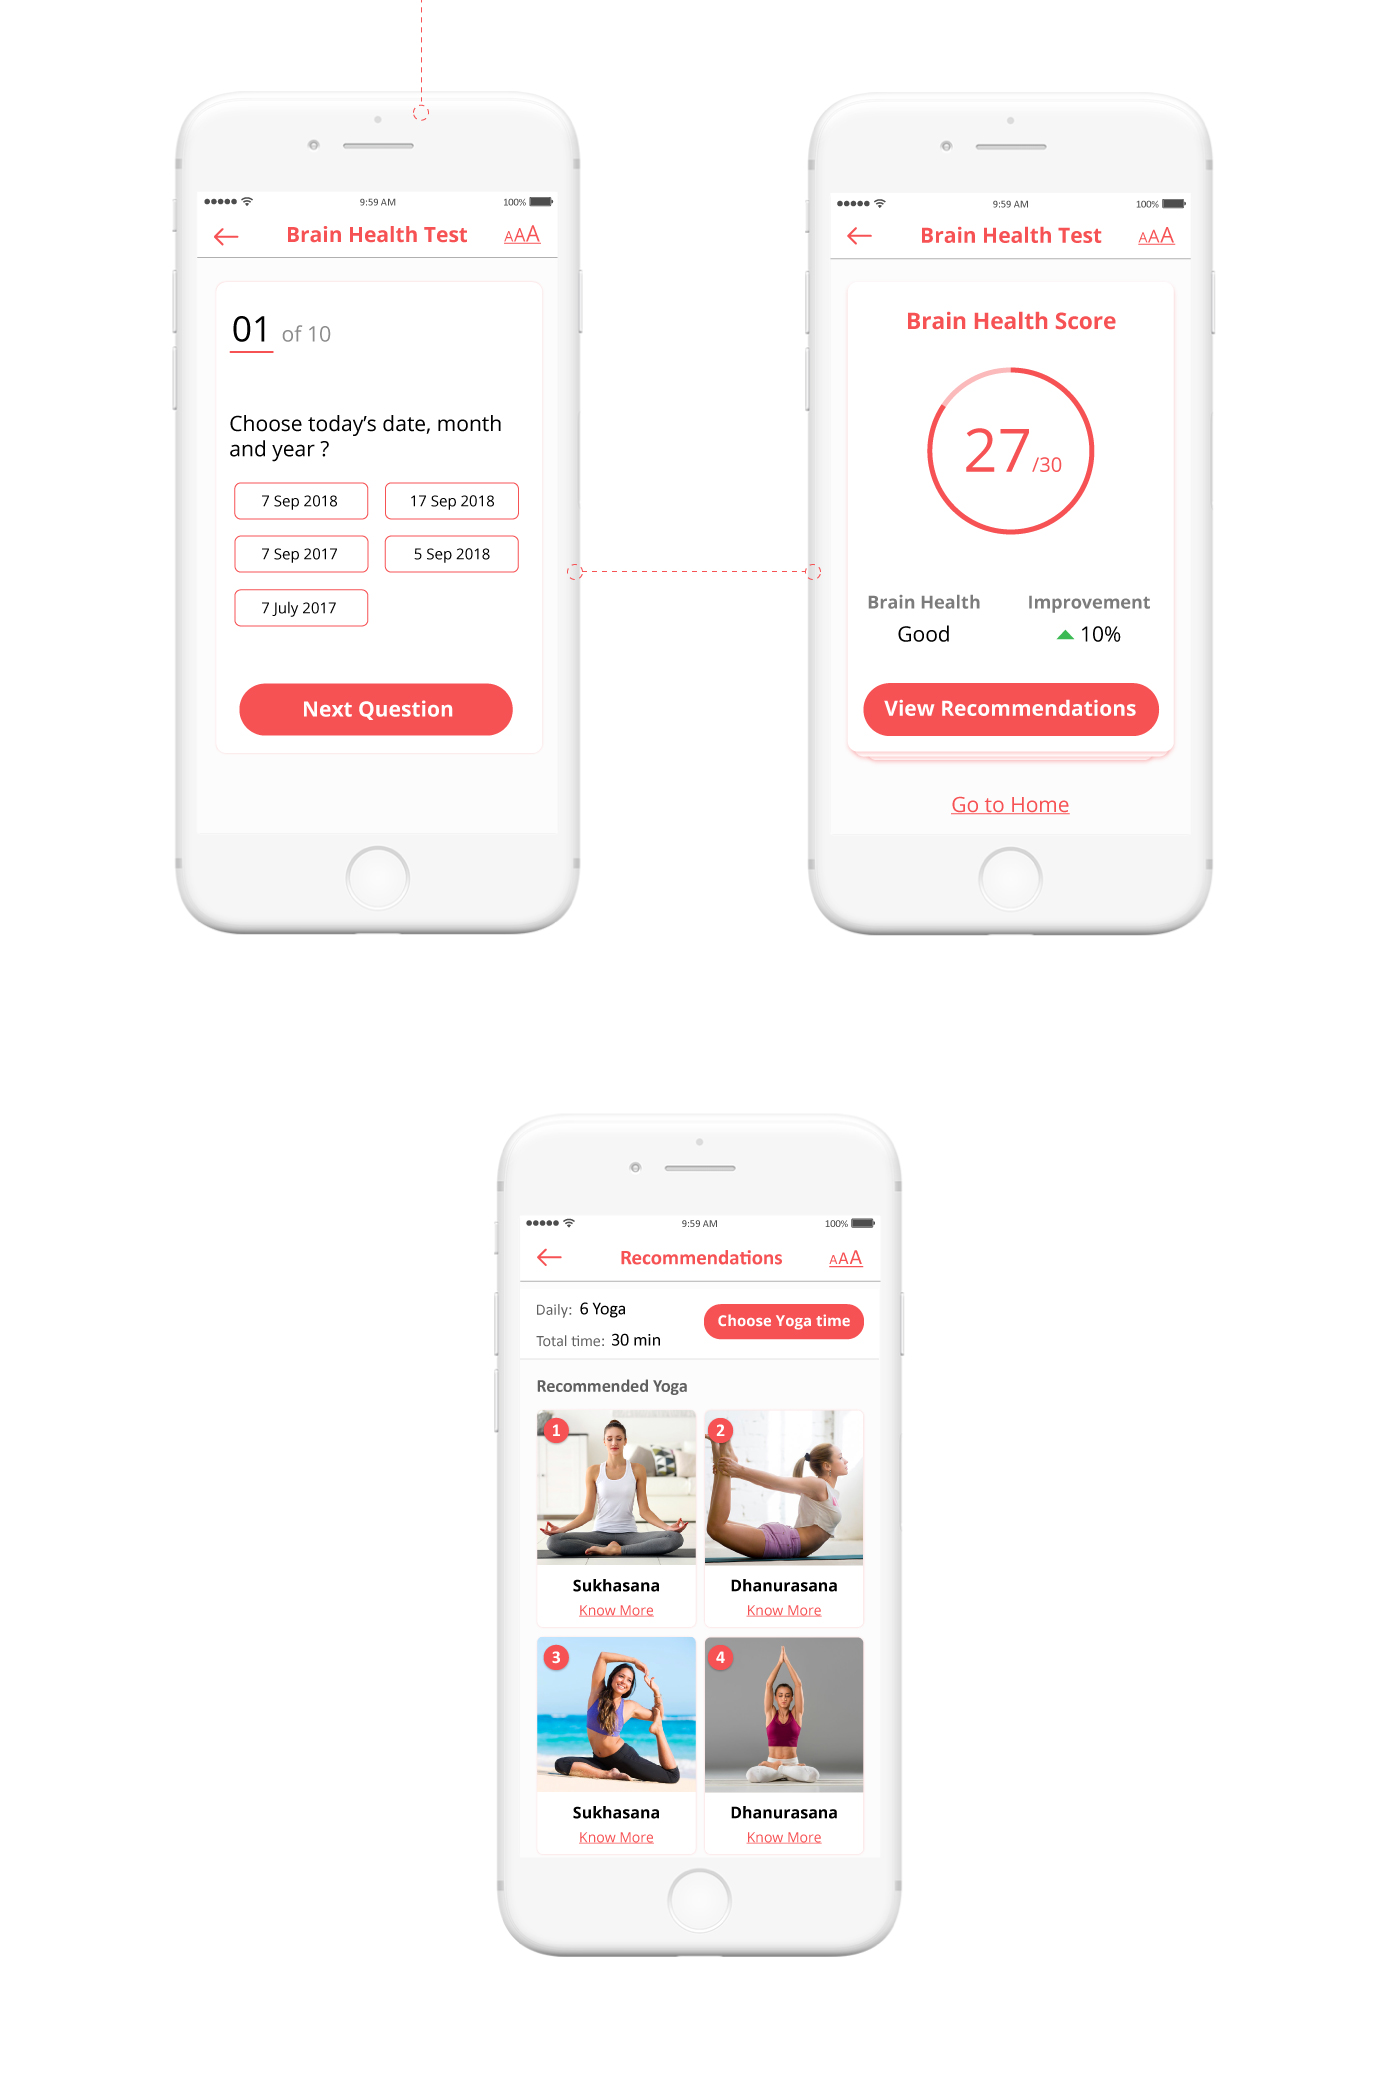 9:59 AM
100%
Brain Health Test
AAA
01 of 10
Choose today's date, month
and year ?
7 Sep 2018
17 Sep 2018
7 Sep 2017
5 Sep 2018
7 July 2017
Next Question
9:59 AM
100%
Brain Health Test
AAA
Brain Health Score
27/30
Brain Health
Improvement
Good
10%
View Recommendations
Go to Home
9:59 AM
100%
Recommendations
AAA
Daily: 6 Yoga
Choose Yoga time
Total time: 30 min
Recommended Yoga
1
2
Sukhasana
Dhanurasana
Know More
Know More
3
4
Sukhasana
Dhanurasana
Know More
Know More